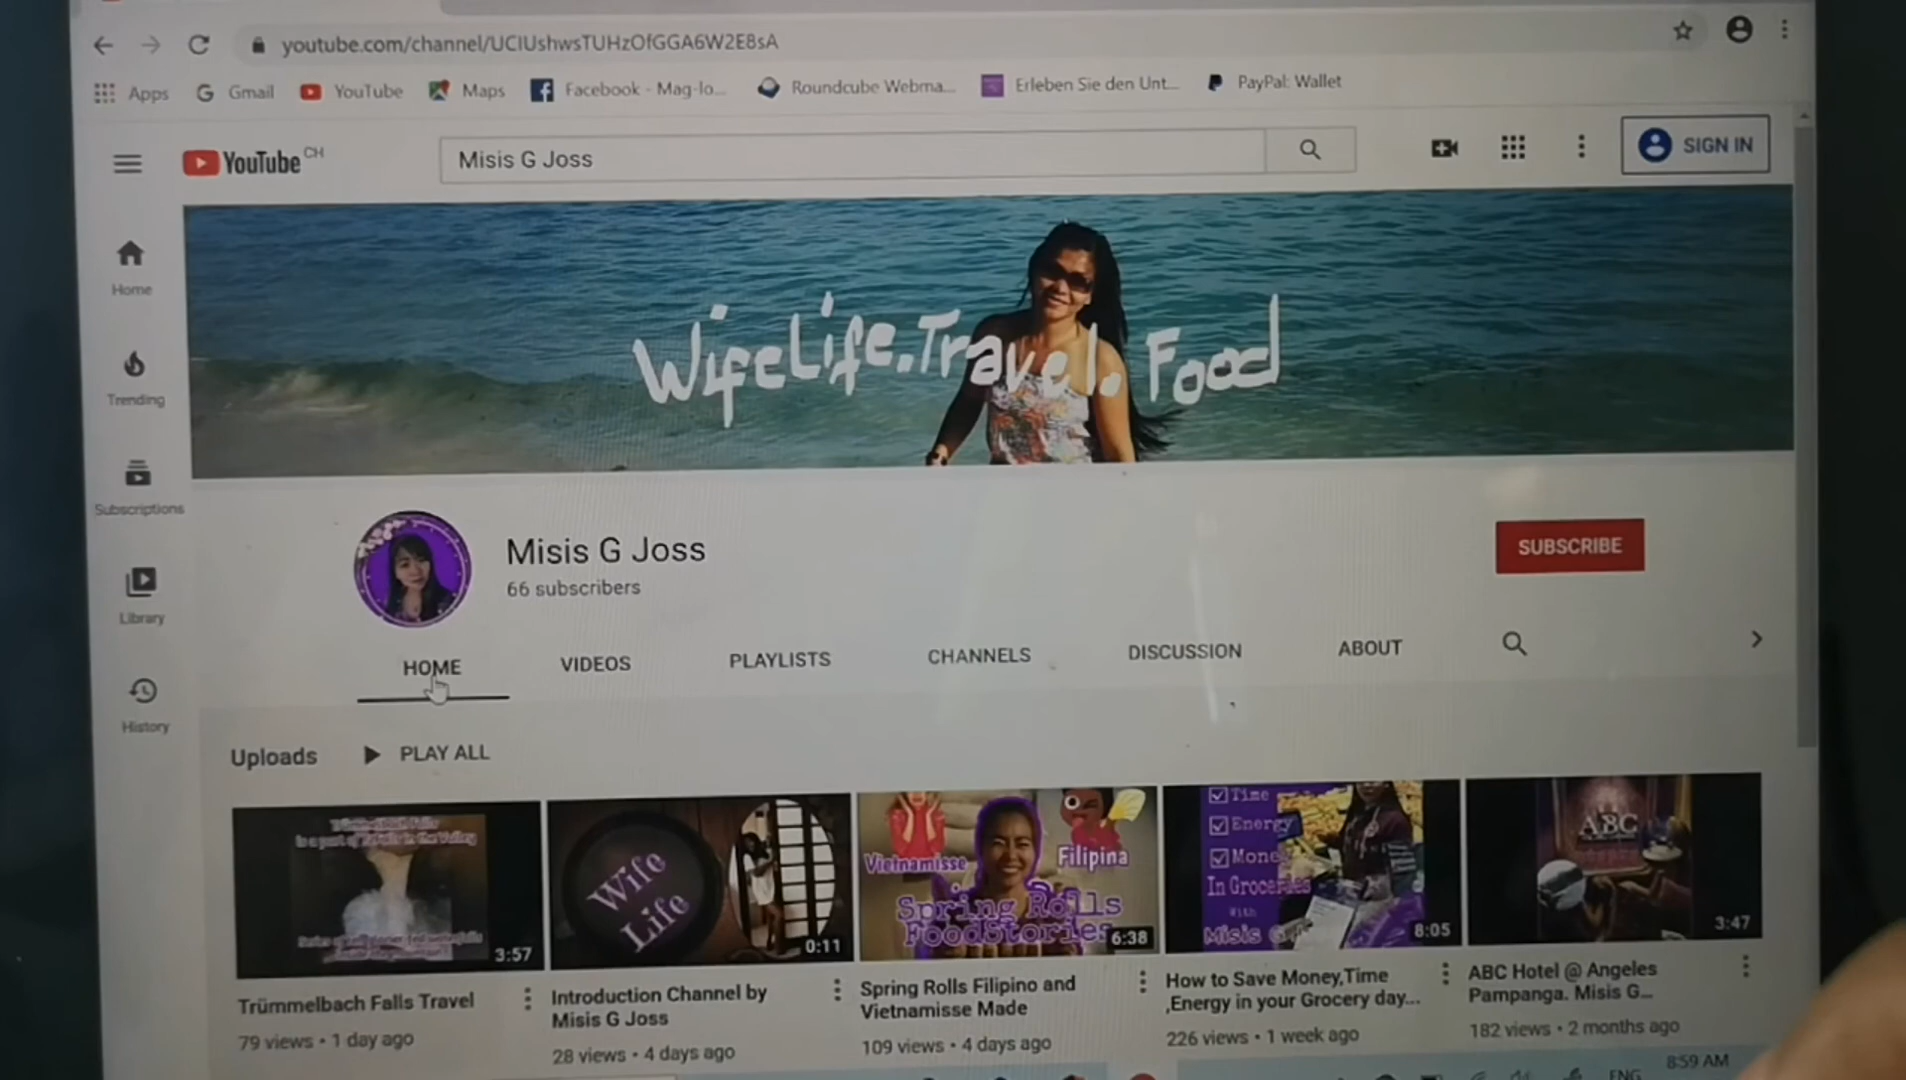 youtube.com/channel/UCIUshwsTUHzOfGGA6W2E8sA
Apps
Gmail
YouTube
Maps
Facebook - Mag-lo...
Roundcube Webma...
Erleben Sie den Unt...
PayPal: Wallet
YouTube CH
Misis G Joss
SIGN IN
Home
Trending
Subscriptions
Library
History
WifeLife.Travel.Food
Misis G Joss
66 subscribers
SUBSCRIBE
HOME
VIDEOS
PLAYLISTS
CHANNELS
DISCUSSION
ABOUT
Uploads
PLAY ALL
3:57
Trümmelbach Falls Travel
79 views • 1 day ago
Wife
Life
0:11
Introduction Channel by
Misis G Joss
28 views • 4 days ago
Vietnamisse
Filipina
Spring Rolls
FoodStories
6:38
Spring Rolls Filipino and
Vietnamisse Made
109 views • 4 days ago
Time
Energy
Mone
In Groceries
With
Misis G
8:05
How to Save Money,Time
,Energy in your Grocery day...
226 views • 1 week ago
ABC
3:47
ABC Hotel @ Angeles
Pampanga. Misis G...
182 views • 2 months ago
ENG
8:59 AM